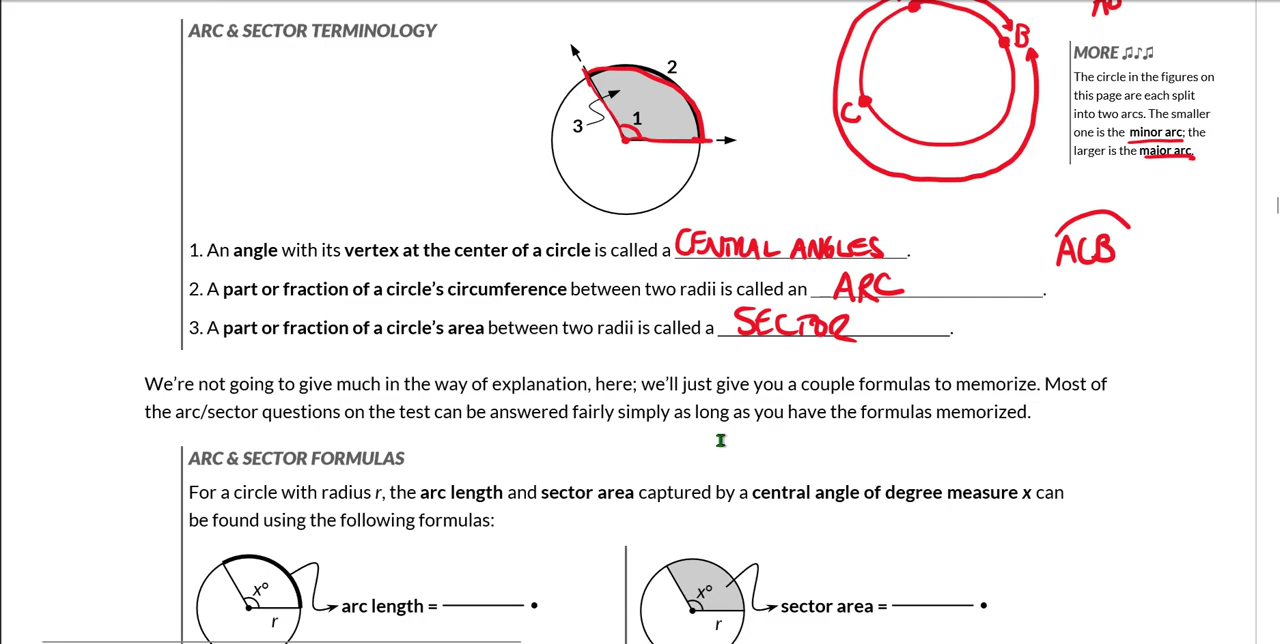 ARC & SECTOR TERMINOLOGY
2
1
3
B
C
MORE ♫♪♫
The circle in the figures on
this page are each split
into two arcs. The smaller
one is the minor arc; the
larger is the major arc.
1. An angle with its vertex at the center of a circle is called a CENTRAL ANGLES.
ACB
2. A part or fraction of a circle's circumference between two radii is called an ARC.
3. A part or fraction of a circle's area between two radii is called a SECTOR.
We're not going to give much in the way of explanation, here; we'll just give you a couple formulas to memorize. Most of
the arc/sector questions on the test can be answered fairly simply as long as you have the formulas memorized.
ARC & SECTOR FORMULAS
For a circle with radius r, the arc length and sector area captured by a central angle of degree measure x can
be found using the following formulas:
x°
r
arc length = ———— •
x°
r
sector area = ———— •